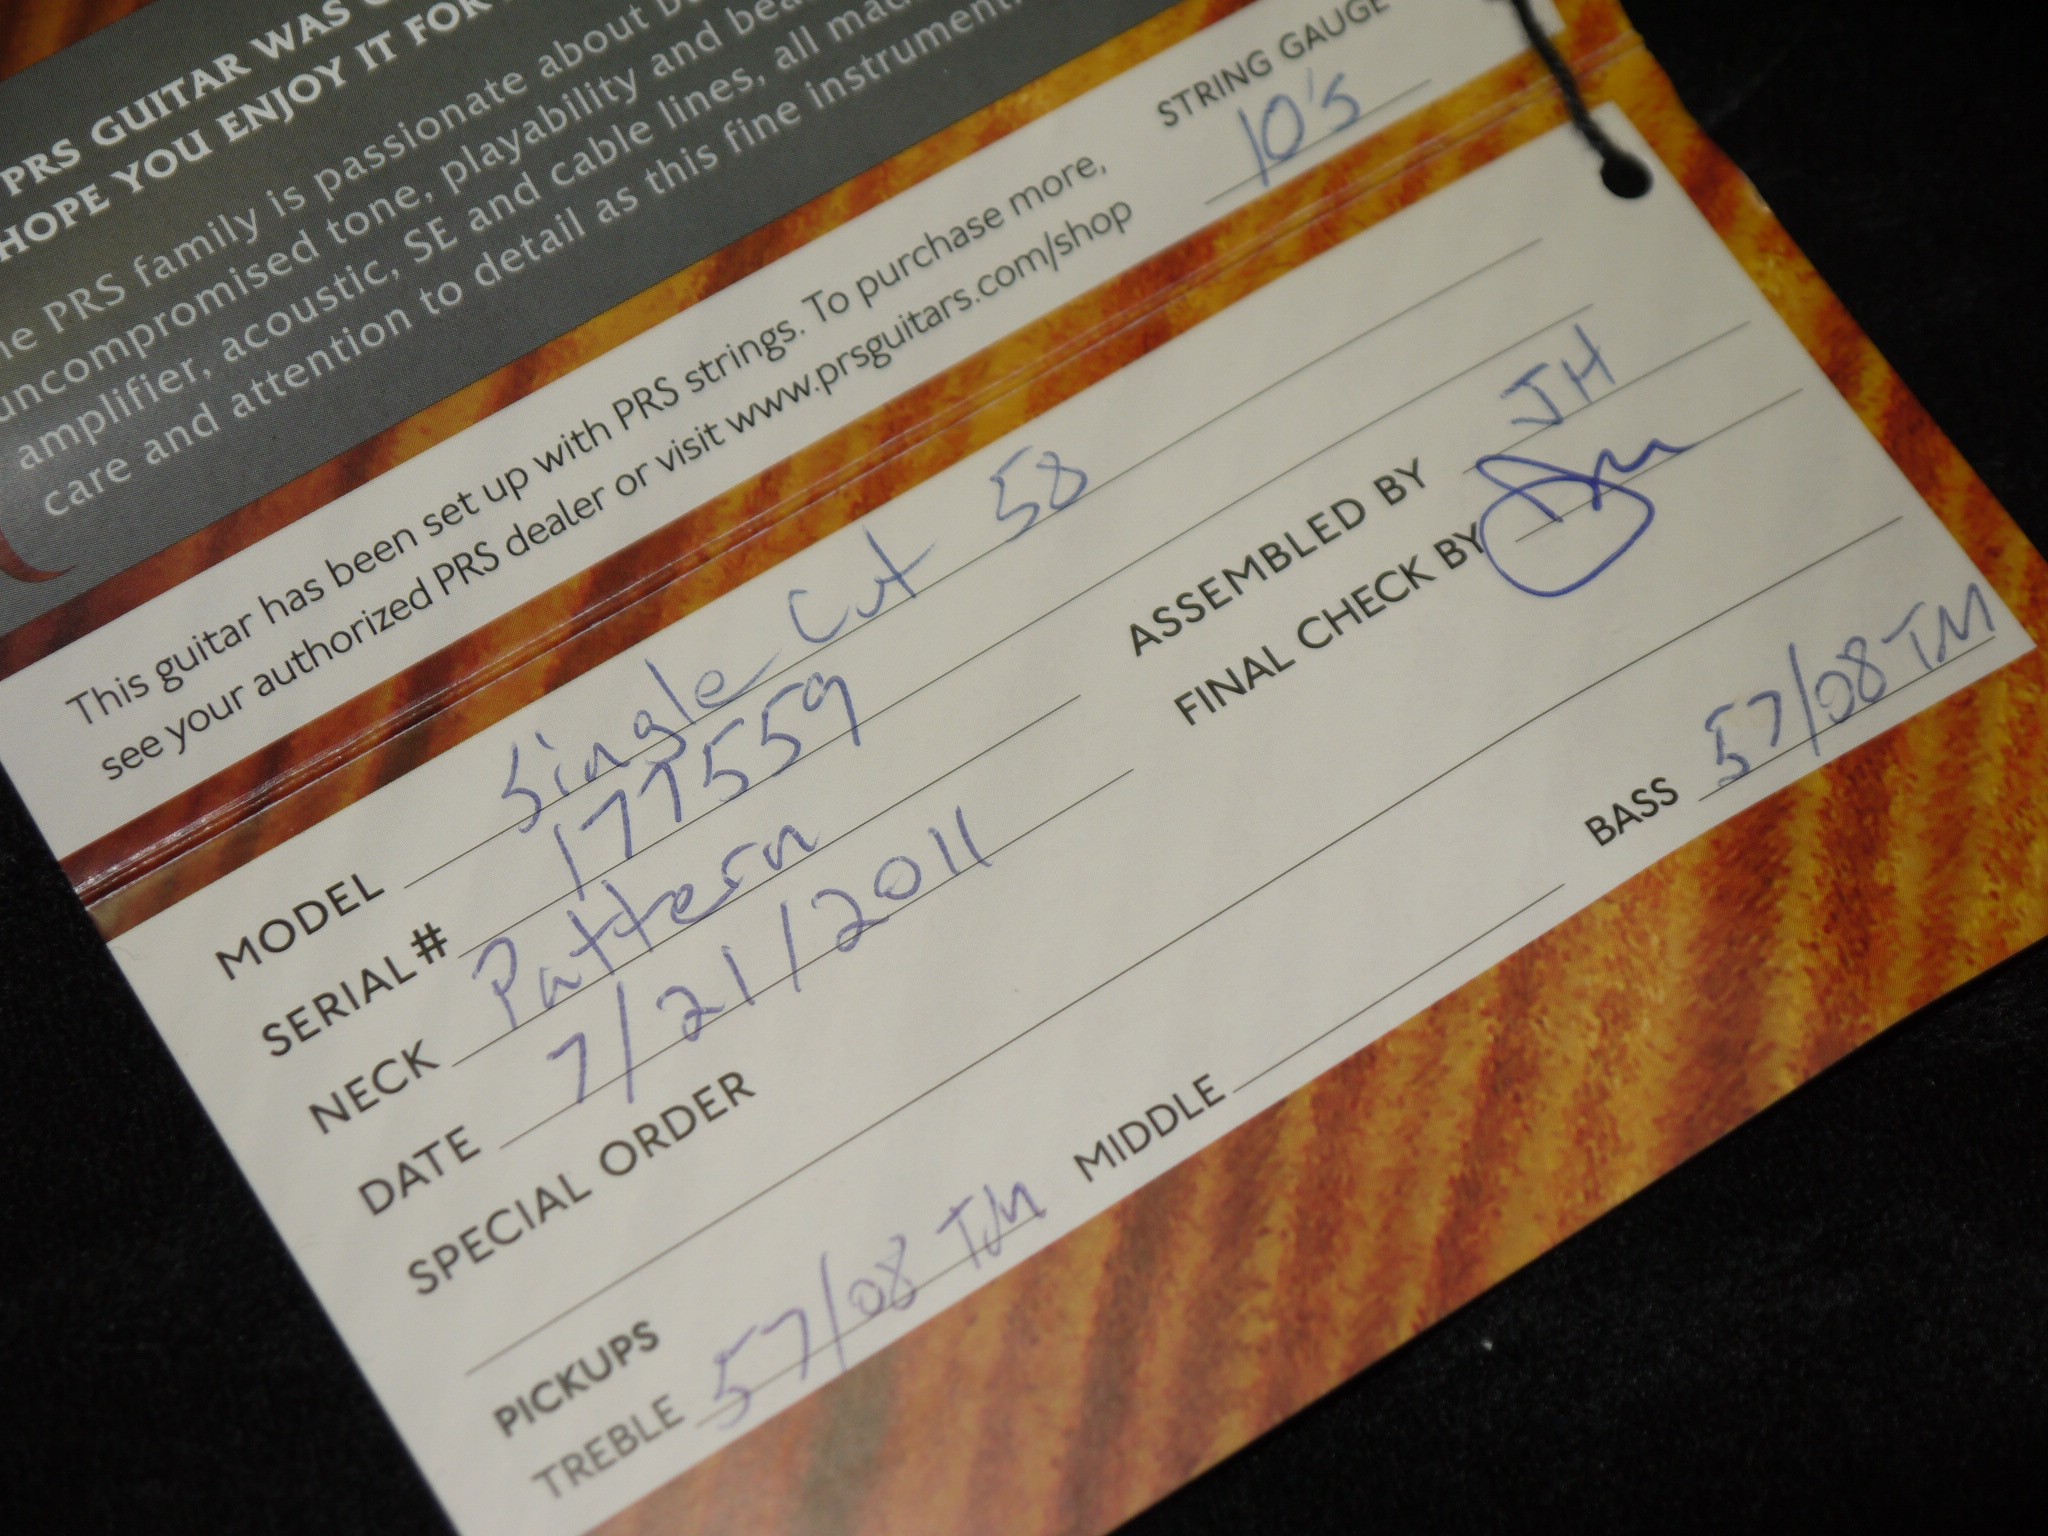 PRS GUITAR WAS
HOPE YOU ENJOY IT FOR
PRS family is passionate about
uncompromised tone, playability and
amplifier, acoustic, SE and cable lines, all
care and attention to detail as this fine instrument.
This guitar has been set up with PRS strings. To purchase more,
see your authorized PRS dealer or visit www.prsguitars.com/shop
STRING GAUGE
10's
MODEL Single Cut 58
SERIAL # 177559
NECK Pattern
DATE 7/21/2011
ASSEMBLED BY JH
FINAL CHECK BY
SPECIAL ORDER
PICKUPS
TREBLE 57/08 TM MIDDLE BASS 57/08 TM